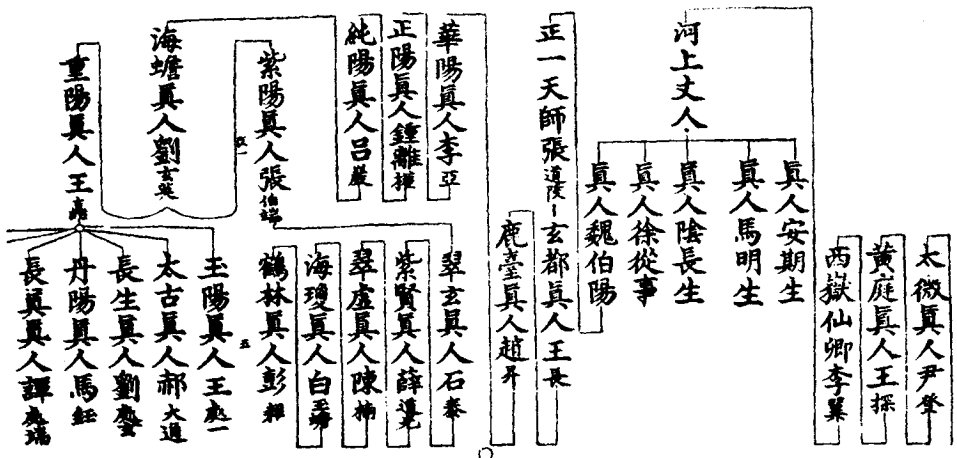 太微真人尹登
黃庭真人王探
西嶽仙卿李翼
河上丈人
真人安期生
真人馬明生
真人陰長生
真人徐從事
真人魏伯陽
正一天師張道陵
玄都真人王長
鹿堂真人趙昇
華陽真人李亞
正陽真人鍾離權
純陽真人呂巖
海蟾真人劉玄英
紫陽真人張伯端
翠玄真人石泰
紫賢真人薛道光
翠虛真人陳楠
海瓊真人白玉蟾
鶴林真人彭耜
重陽真人王嚞
玉陽真人王處一
太古真人郝大通
長生真人劉處玄
丹陽真人馬鈺
長真真人譚處瑞